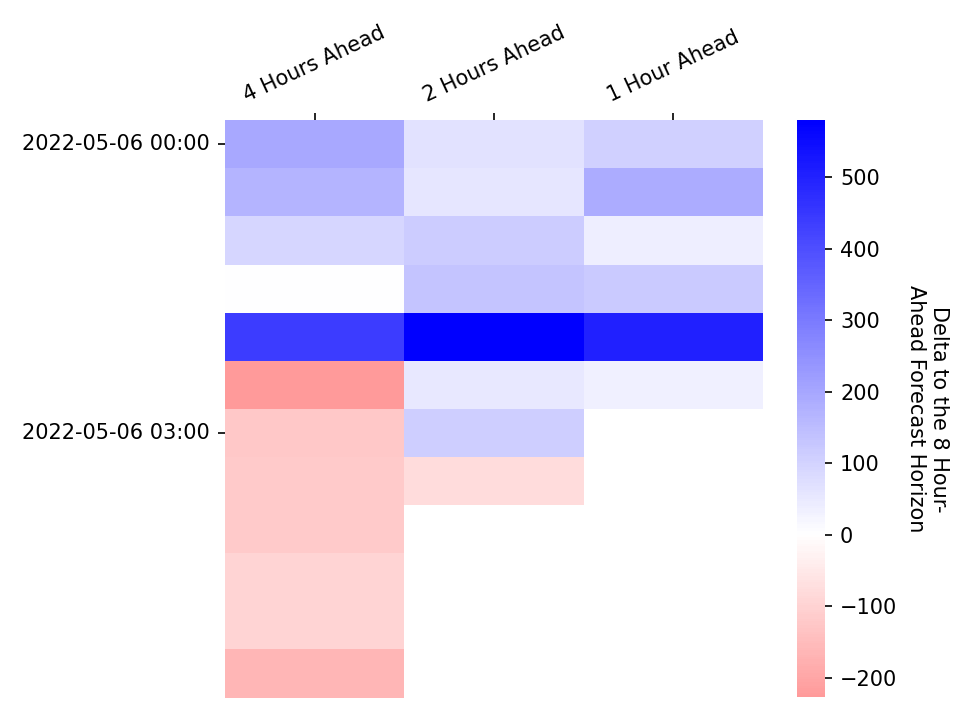 4 Hours Ahead
2 Hours Ahead
1 Hour Ahead
2022-05-06 00:00
2022-05-06 03:00
500
400
300
200
100
0
−100
−200
Delta to the 8 Hour-
Ahead Forecast Horizon